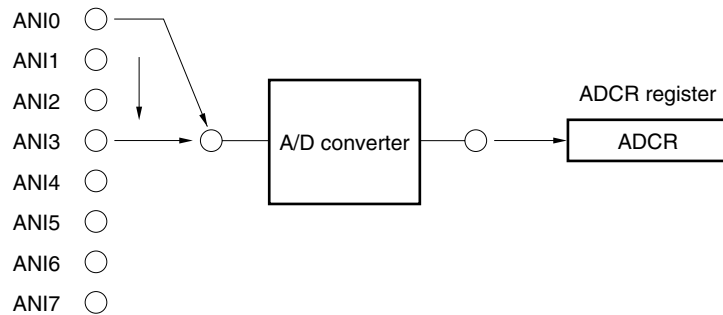 ANI0
ANI1
ANI2
ANI3
ANI4
ANI5
ANI6
ANI7
A/D converter
ADCR register
ADCR